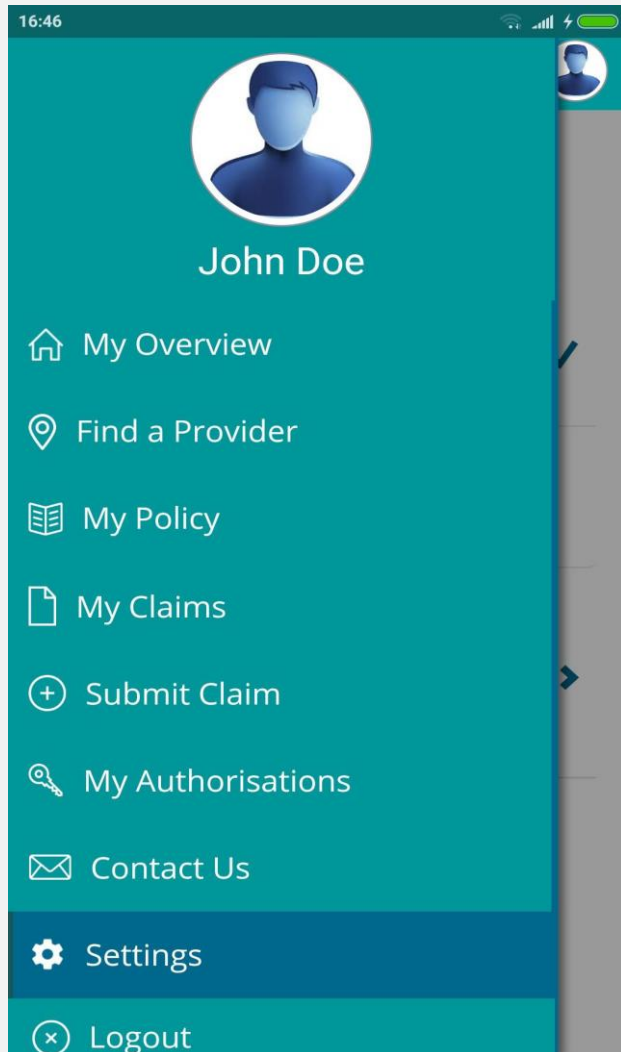 16:46
John Doe
My Overview
Find a Provider
My Policy
My Claims
Submit Claim
My Authorisations
Contact Us
Settings
Logout